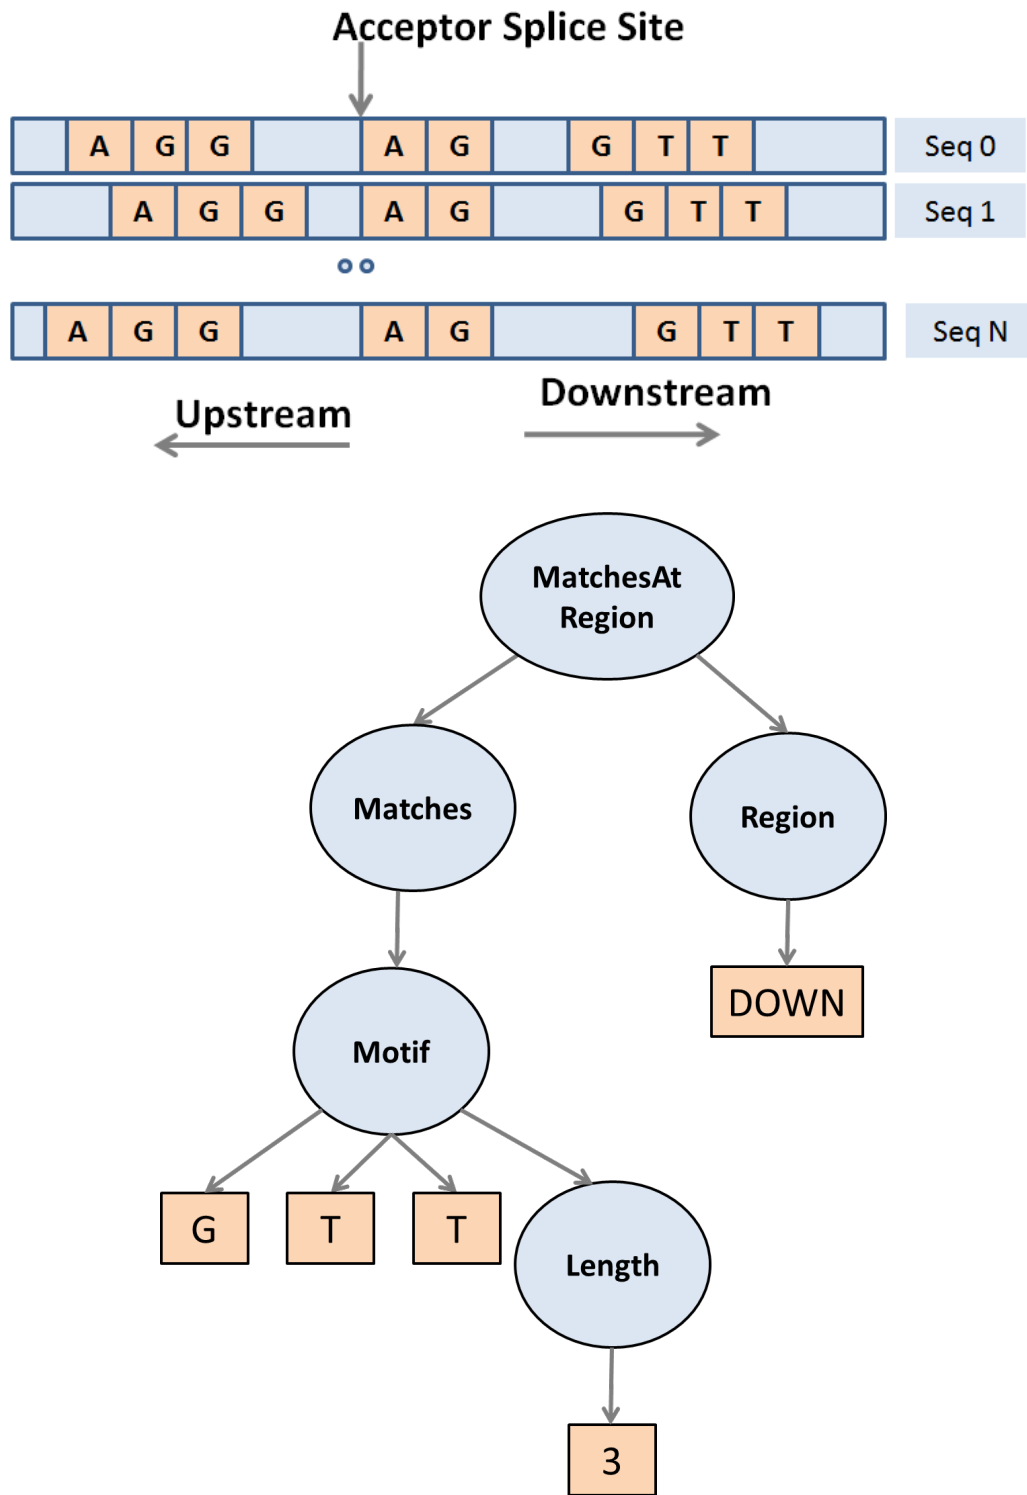 Acceptor Splice Site
A G G A G G T T Seq 0
A G G A G G T T Seq 1
A G G A G G T T Seq N
Upstream Downstream
MatchesAt
Region
Matches
Region
DOWN
Motif
G T T
Length
3